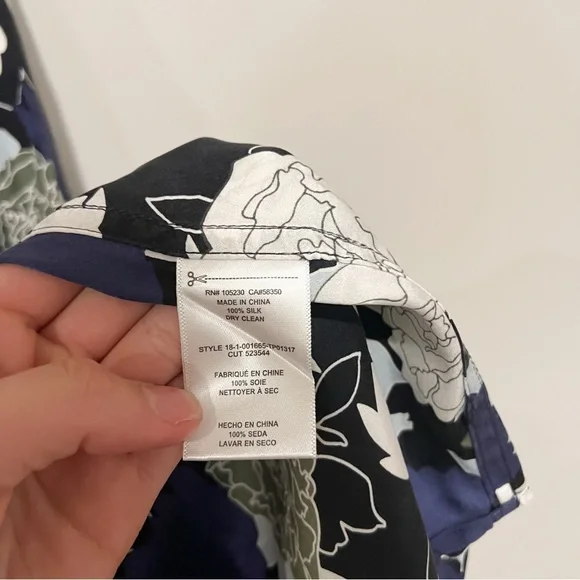 RN# 105230 CA#58350
MADE IN CHINA
100% SILK
DRY CLEAN
STYLE 18-1-001665-TP01317
CUT 523544
FABRIQUÉ EN CHINE
100% SOIE
NETTOYER À SEC
HECHO EN CHINA
100% SEDA
LAVAR EN SECO